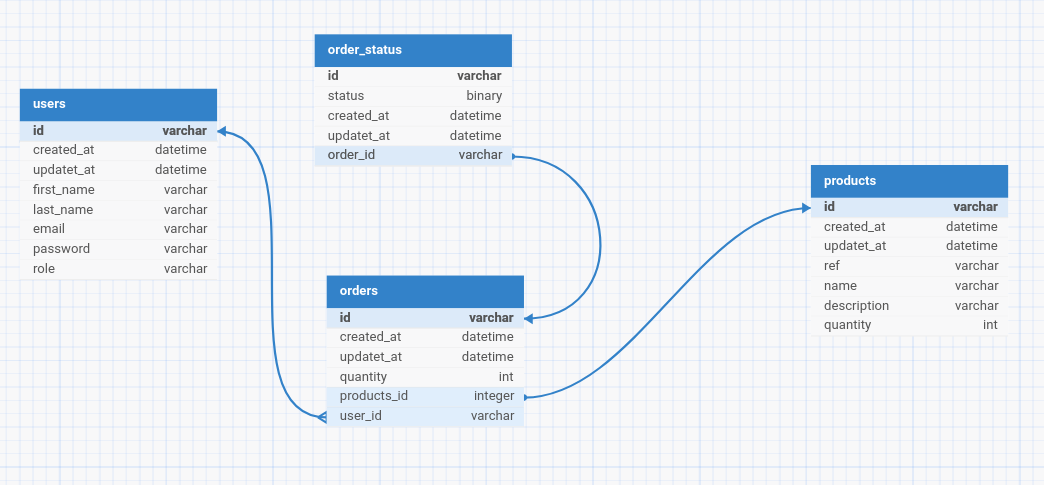 order_status
id varchar
status binary
created_at datetime
updatet_at datetime
order_id varchar
users
id varchar
created_at datetime
updatet_at datetime
first_name varchar
last_name varchar
email varchar
password varchar
role varchar
products
id varchar
created_at datetime
updatet_at datetime
ref varchar
name varchar
description varchar
quantity int
orders
id varchar
created_at datetime
updatet_at datetime
quantity int
products_id integer
user_id varchar